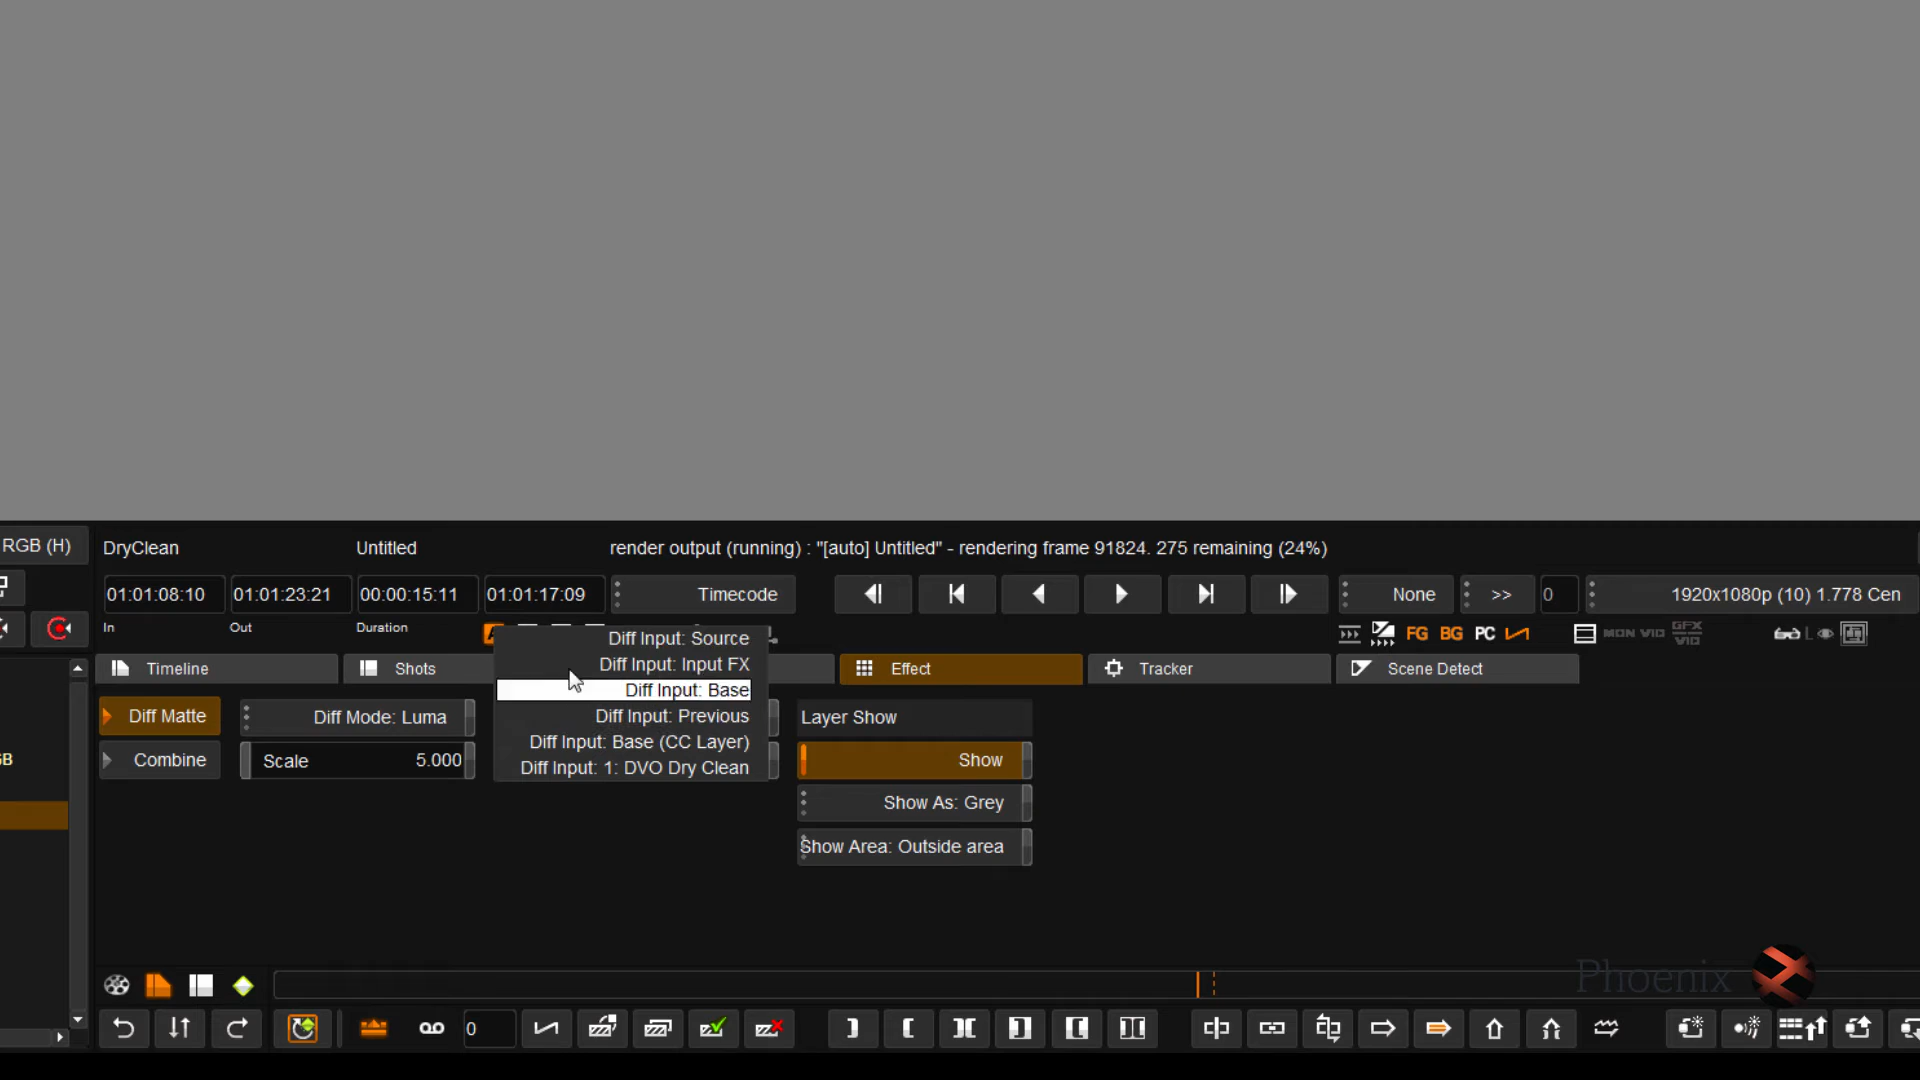 RGB (H)
DryClean
Untitled
render output (running) : "[auto] Untitled" - rendering frame 91824. 275 remaining (24%)
01:01:08:10
01:01:23:21
00:00:15:11
01:01:17:09
Timecode
None
>>
0
1920x1080p (10) 1.778 Cen
In
Out
Duration
FG
BG
PC
MON
VIO
GFX
VIO
L
Diff Input: Source
Diff Input: Input FX
Diff Input: Base
Diff Input: Previous
Diff Input: Base (CC Layer)
Diff Input: 1: DVO Dry Clean
Timeline
Shots
Effect
Tracker
Scene Detect
Diff Matte
Diff Mode: Luma
Layer Show
GB
Combine
Scale
5.000
Show
Show As: Grey
Show Area: Outside area
Phoenix
0